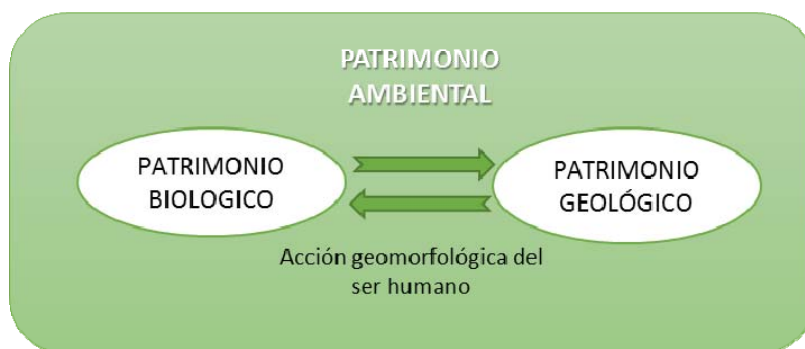 PATRIMONIO
AMBIENTAL
PATRIMONIO
BIOLOGICO
PATRIMONIO
GEOLÓGICO
Acción geomorfológica del
ser humano